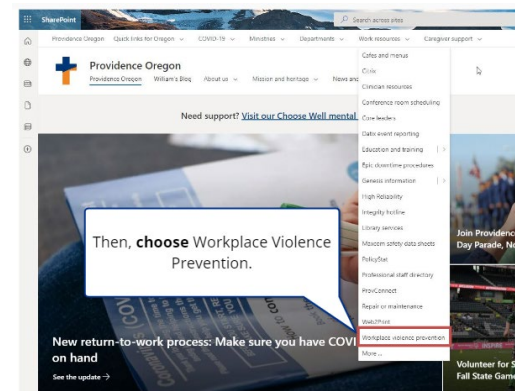 SharePoint
Search across sites
Providence Oregon
Quick links for Oregon
COVID-19
Ministries
Departments
Work resources
Caregiver support
Providence Oregon
Providence Oregon
William's Blog
About us
Mission and heritage
News and
Need support? Visit our Choose Well mental
Cafes and menus
Citrix
Clinician resources
Conference room scheduling
Core leaders
Datix event reporting
Education and training
Epic downtime procedures
Genesis information
High Reliability
Integrity hotline
Library services
Maxcom safety data sheets
PolicyStat
Professional staff directory
ProvConnect
Repair or maintenance
Web2Print
Workplace violence prevention
More ...
Then, choose Workplace Violence
Prevention.
New return-to-work process: Make sure you have COVI
on hand
See the update →
Join Providenc
Day Parade, No
Volunteer for S
Fall State Game